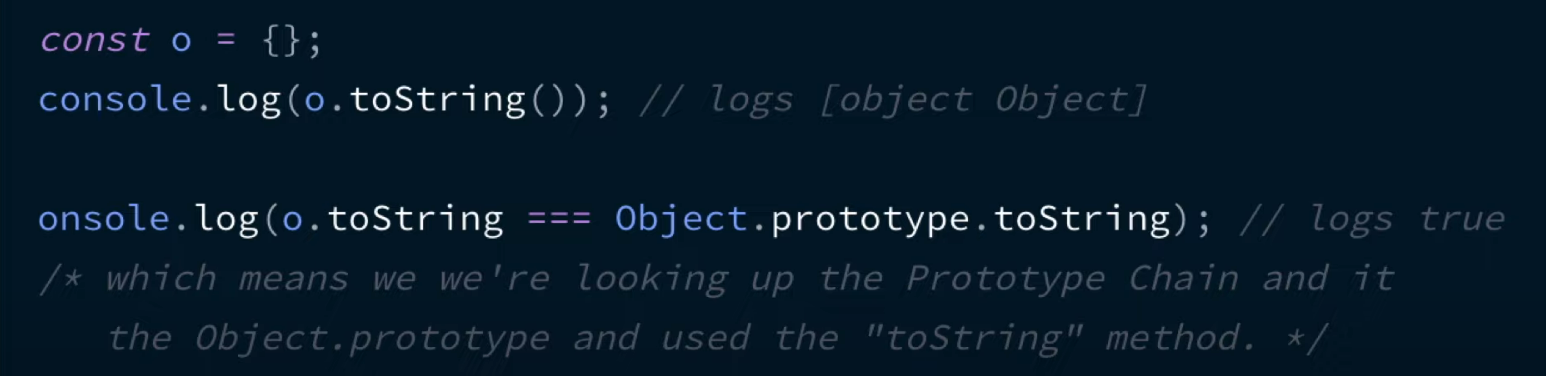 const o = {};
console.log(o.toString()); // logs [object Object]
onsole.log(o.toString === Object.prototype.toString); // logs true
/* which means we we're looking up the Prototype Chain and it
the Object.prototype and used the "toString" method. */